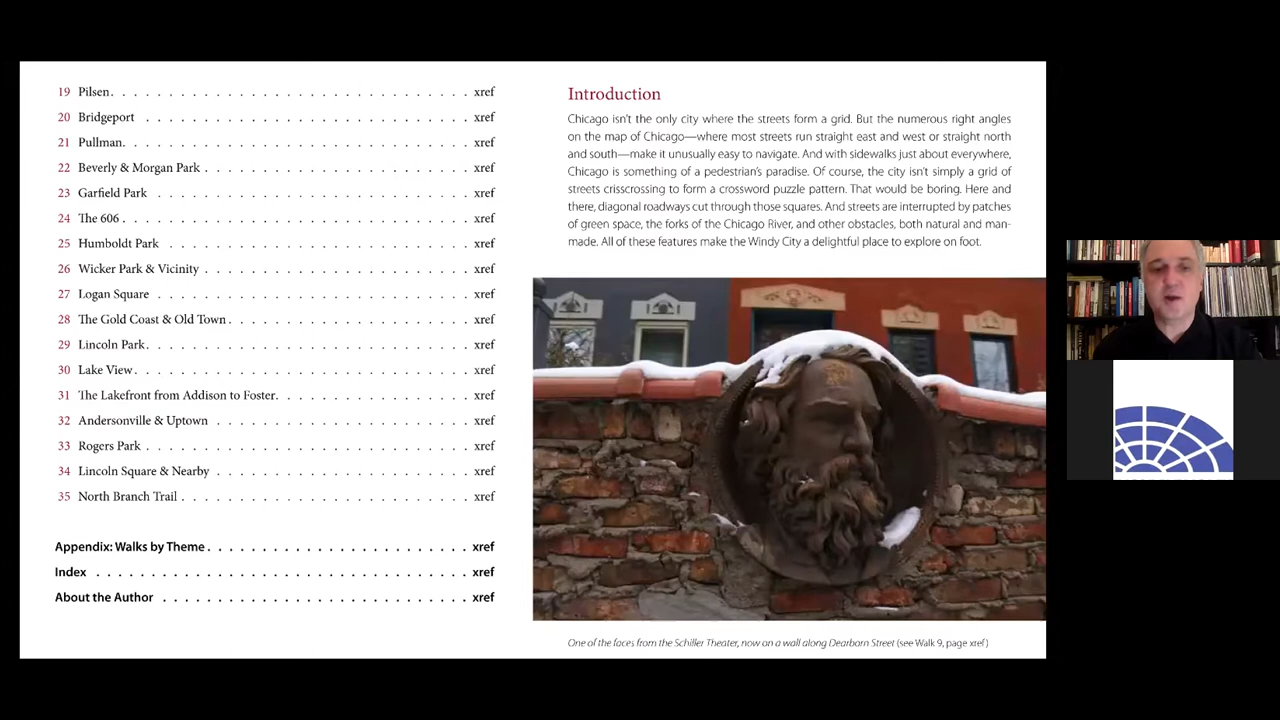 19 Pilsen. . . . . . . . . . . . . . . . . . . . . . . . . . . . . xref
20 Bridgeport . . . . . . . . . . . . . . . . . . . . . . . . . . . xref
21 Pullman. . . . . . . . . . . . . . . . . . . . . . . . . . . . xref
22 Beverly & Morgan Park . . . . . . . . . . . . . . . . . . . . . . xref
23 Garfield Park . . . . . . . . . . . . . . . . . . . . . . . . . . xref
24 The 606 . . . . . . . . . . . . . . . . . . . . . . . . . . . . xref
25 Humboldt Park . . . . . . . . . . . . . . . . . . . . . . . . . xref
26 Wicker Park & Vicinity . . . . . . . . . . . . . . . . . . . . . . xref
27 Logan Square . . . . . . . . . . . . . . . . . . . . . . . . . . xref
28 The Gold Coast & Old Town . . . . . . . . . . . . . . . . . . . . xref
29 Lincoln Park. . . . . . . . . . . . . . . . . . . . . . . . . . . xref
30 Lake View. . . . . . . . . . . . . . . . . . . . . . . . . . . . xref
31 The Lakefront from Addison to Foster. . . . . . . . . . . . . . . . . xref
32 Andersonville & Uptown . . . . . . . . . . . . . . . . . . . . . xref
33 Rogers Park . . . . . . . . . . . . . . . . . . . . . . . . . . . xref
34 Lincoln Square & Nearby . . . . . . . . . . . . . . . . . . . . . xref
35 North Branch Trail . . . . . . . . . . . . . . . . . . . . . . . . xref
Appendix: Walks by Theme . . . . . . . . . . . . . . . . . . . . . xref
Index . . . . . . . . . . . . . . . . . . . . . . . . . . . . . . xref
About the Author . . . . . . . . . . . . . . . . . . . . . . . . . xref
Introduction
Chicago isn't the only city where the streets form a grid. But the numerous right angles
on the map of Chicago—where most streets run straight east and west or straight north
and south—make it unusually easy to navigate. And with sidewalks just about everywhere,
Chicago is something of a pedestrian's paradise. Of course, the city isn't simply a grid of
streets crisscrossing to form a crossword puzzle pattern. That would be boring. Here and
there, diagonal roadways cut through those squares. And streets are interrupted by patches
of green space, the forks of the Chicago River, and other obstacles, both natural and man-
made. All of these features make the Windy City a delightful place to explore on foot.
One of the faces from the Schiller Theater, now on a wall along Dearborn Street (see Walk 9, page xref)